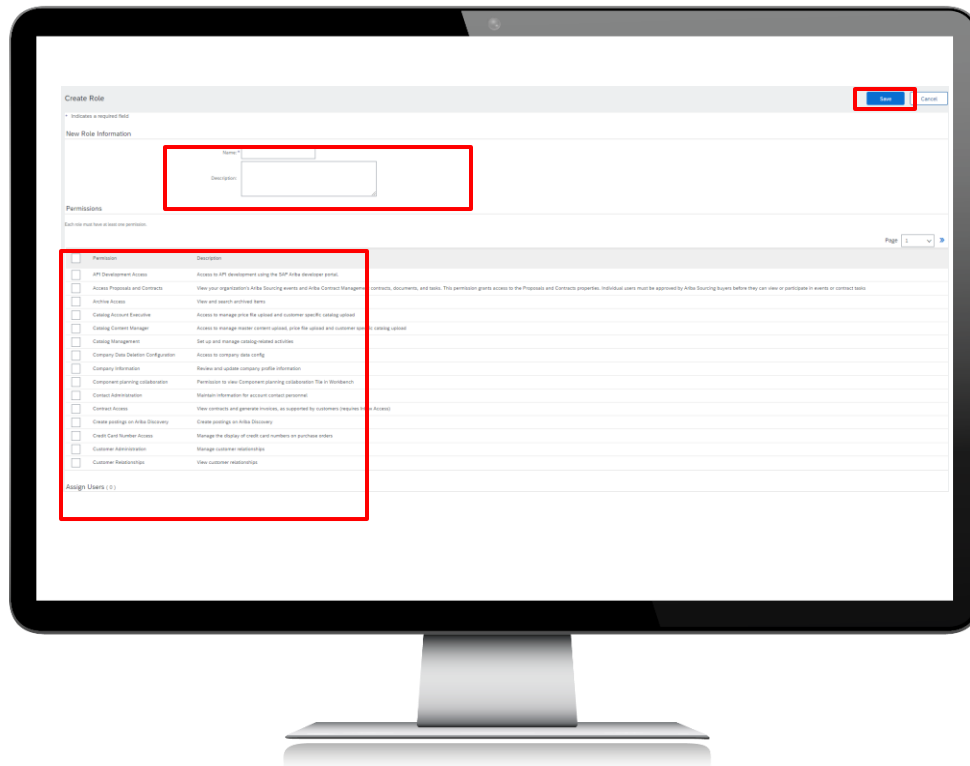 Create Role
Save
Cancel
* Indicates a required field
New Role Information
Name: *
Description:
Permissions
Each role must have at least one permission.
Page 1 »
Permission Description
API Development Access Access to API development using the SAP Ariba developer portal.
Access Proposals and Contracts View your organization's Ariba Sourcing events and Ariba Contract Management contracts, documents, and tasks. This permission grants access to the Proposals and Contracts properties. Individual users must be approved by Ariba Sourcing buyers before they can view or participate in events or contract tasks
Archive Access View and search archived items
Catalog Account Executive Access to manage price file upload and customer specific catalog upload
Catalog Content Manager Access to manage master content upload, price file upload and customer specific catalog upload
Catalog Management Set up and manage catalog-related activities
Company Data Deletion Configuration Access to company data config
Company Information Review and update company profile information
Component planning collaboration Permission to view Component planning collaboration Tile in Workbench
Contact Administration Maintain information for account contact personnel
Contract Access View contracts and generate invoices, as supported by customers (requires Access)
Create postings on Ariba Discovery Create postings on Ariba Discovery
Credit Card Number Access Manage the display of credit card numbers on purchase orders
Customer Administration Manage customer relationships
Customer Relationships View customer relationships
Assign Users ( 0 )